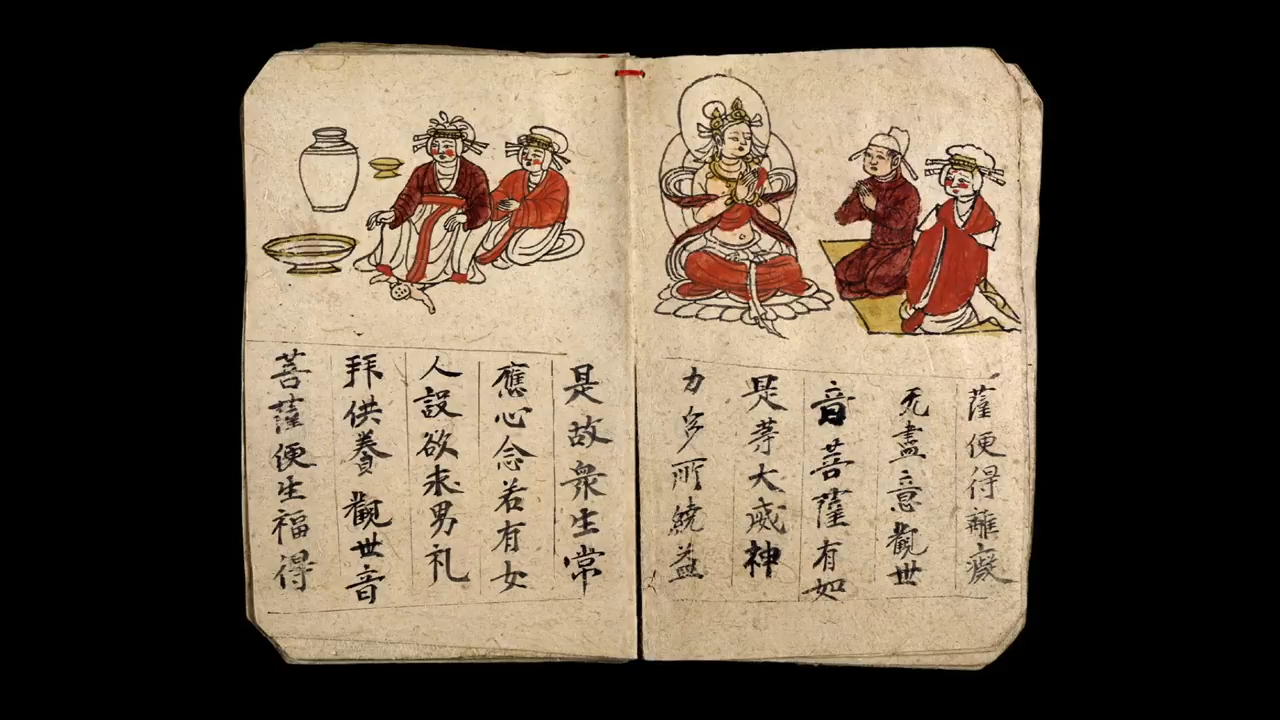 薩便得離癡
无盡意觀世
音菩薩有如
是等大威神
力多所饒益
是故衆生常
應心念若有女
人設欲求男礼
拜供養觀世音
菩薩便生福得